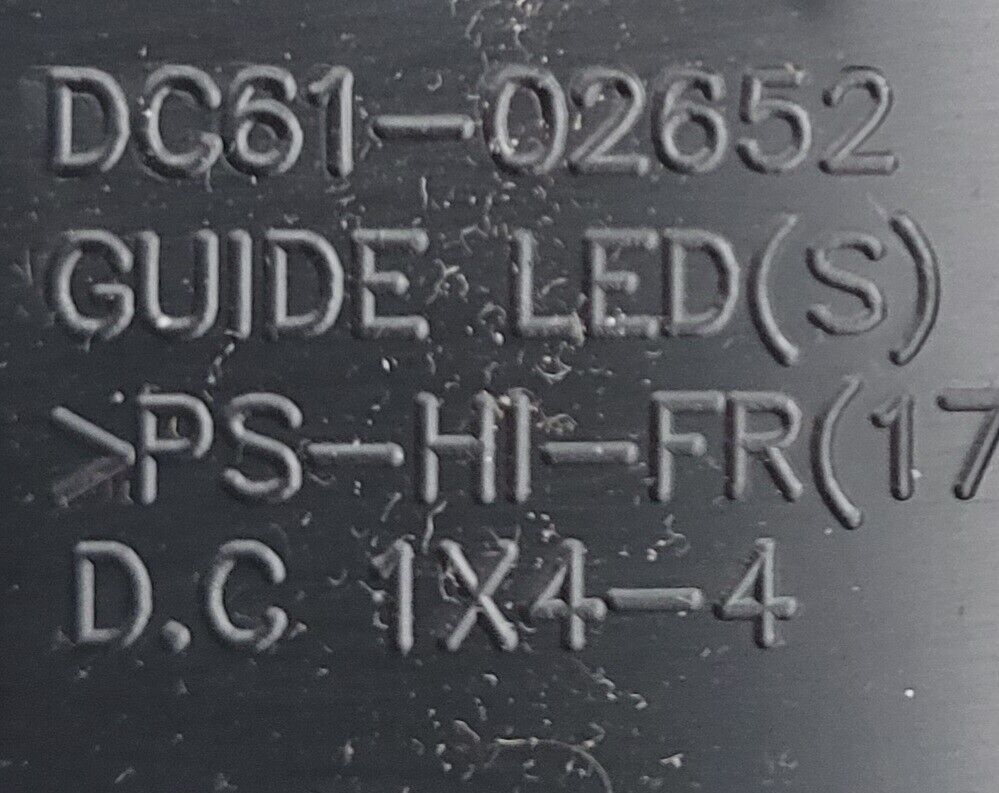 DC61-02652
GUIDE LED(S)
>PS-HI-FR(17
D.C 1X4-4